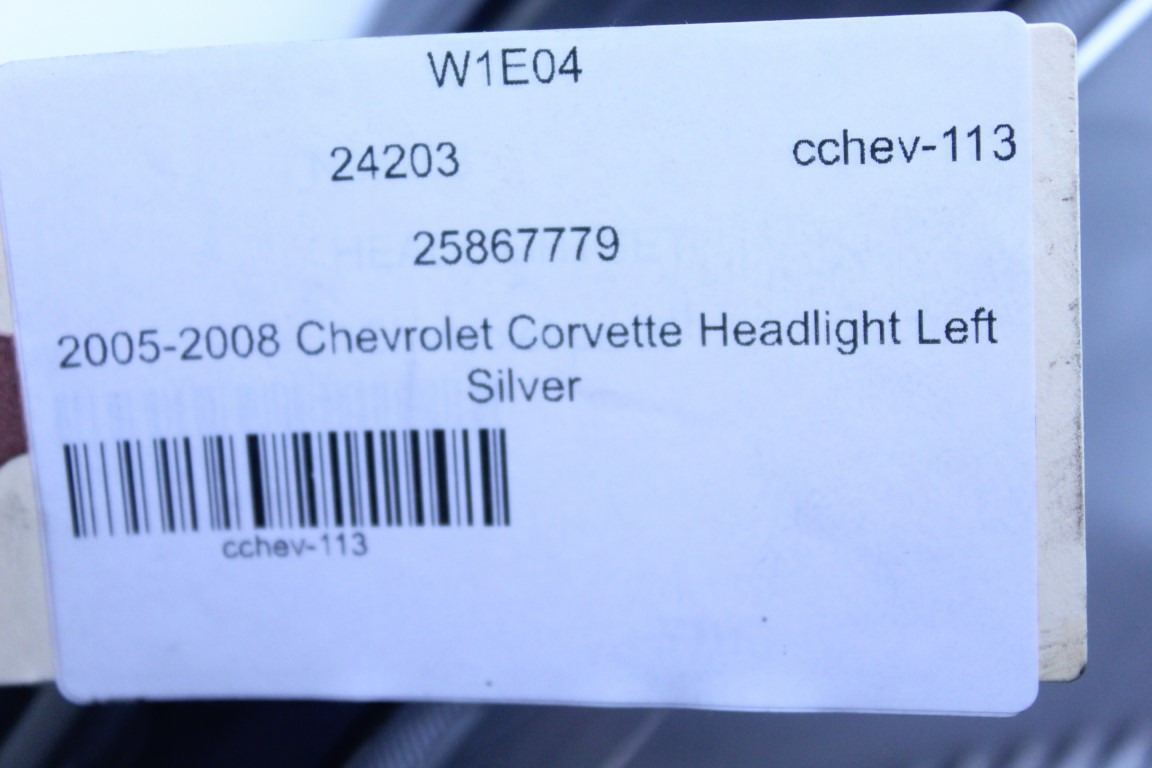 W1E04
24203 cchev-113
25867779
2005-2008 Chevrolet Corvette Headlight Left
Silver
cchev-113